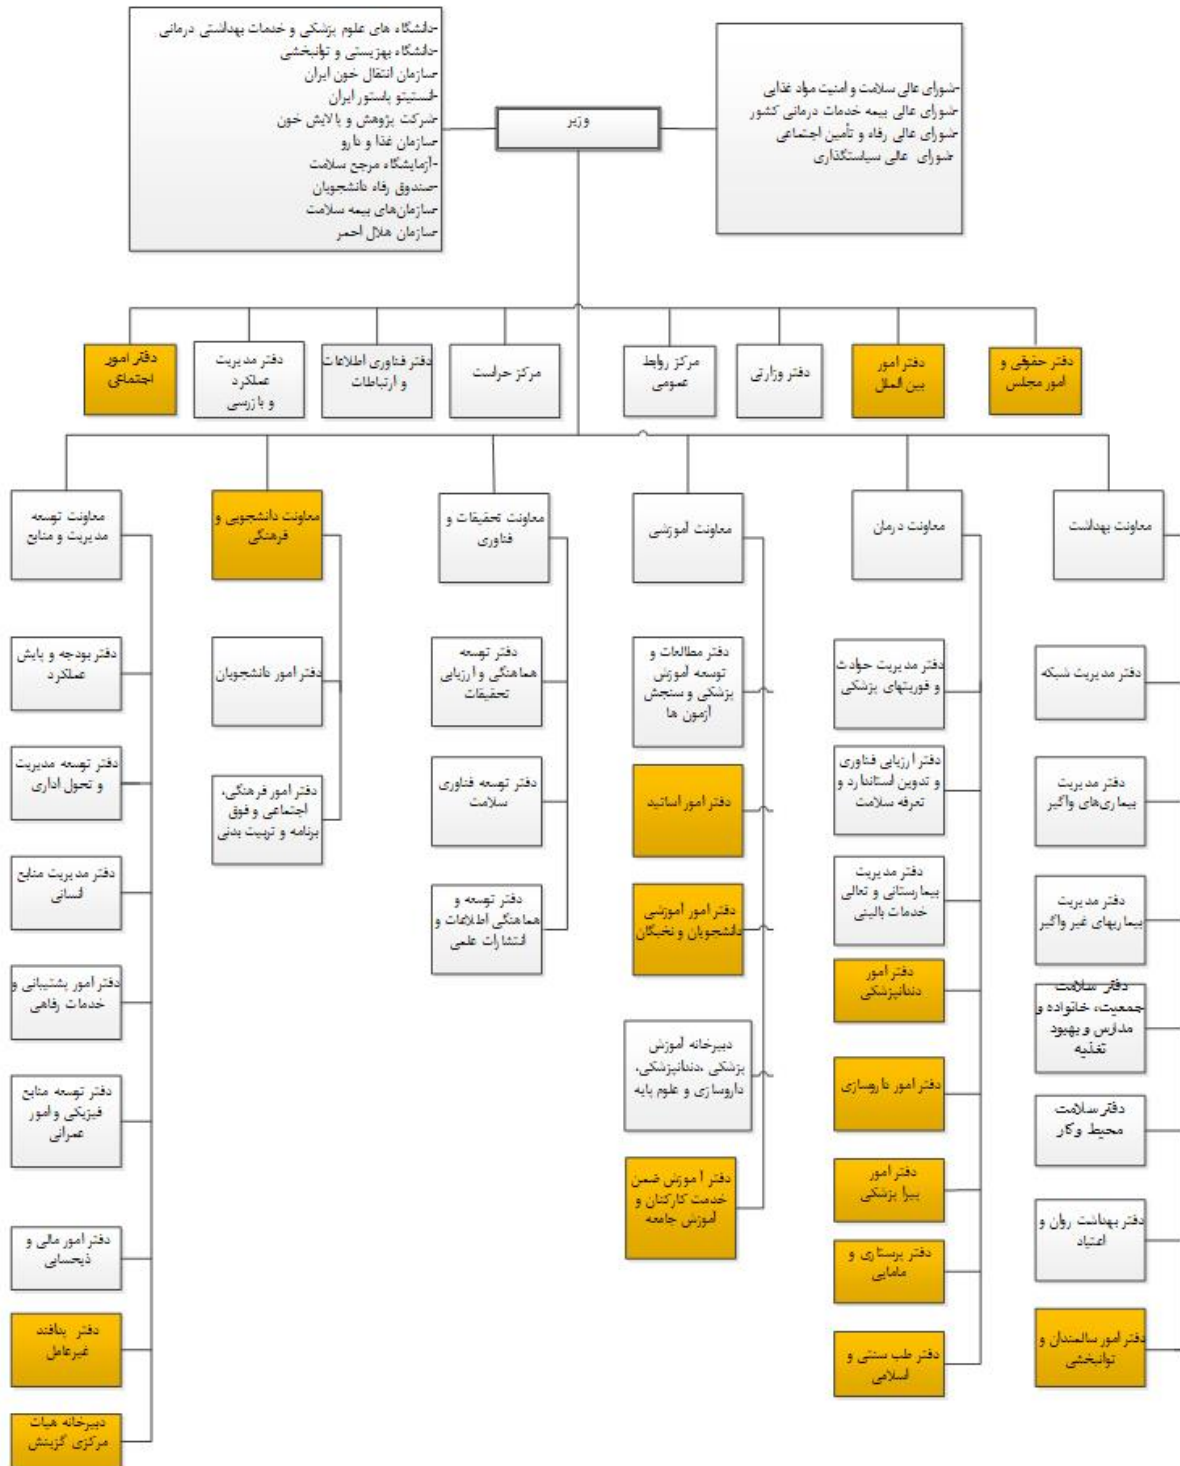 وزیر
-شورای عالی سلامت و امنیت مواد غذایی
-شورای عالی بیمه خدمات درمانی کشور
-شورای عالی رفاه و تأمین اجتماعی
-شورای عالی سیاستگذاری
-دانشگاه های علوم پزشکی و خدمات بهداشتی درمانی
-دانشگاه بهزیستی و توانبخشی
-سازمان انتقال خون ایران
-انستیتو پاستور ایران
-شرکت پژوهش و پالایش خون
-سازمان غذا و دارو
-آزمایشگاه مرجع سلامت
-صندوق رفاه دانشجویان
-سازمان‌های بیمه سلامت
-سازمان هلال احمر
دفتر حقوقی و
امور مجلس
دفتر امور
بین الملل
دفتر وزارتی
مرکز روابط
عمومی
مرکز حراست
دفتر فناوری اطلاعات
و ارتباطات
دفتر مدیریت
عملکرد
و بازرسی
دفتر امور
اجتماعی
معاونت بهداشت
دفتر مدیریت شبکه
دفتر مدیریت
بیماری‌های واگیر
دفتر مدیریت
بیماریهای غیر واگیر
دفتر سلامت
جمعیت، خانواده و
مدارس و بهبود
تغذیه
دفتر سلامت
محیط وکار
دفتر بهداشت روان و
اعتیاد
دفتر امور سالمندان و
توانبخشی
معاونت درمان
دفتر مدیریت حوادث
و فوریتهای پزشکی
دفتر ارزیابی فناوری
و تدوین استاندارد و
تعرفه سلامت
دفتر مدیریت
بیمارستانی و تعالی
خدمات بالینی
دفتر امور
دندانپزشکی
دفتر امور داروسازی
دفتر امور
پیرا پزشکی
دفتر پرستاری و
مامایی
دفتر طب سنتی و
اسلامی
معاونت آموزشی
دفتر مطالعات و
توسعه آموزش
پزشکی و سنجش
آزمون ها
دفتر امور اساتید
دفتر امور آموزشی
دانشجویان و نخبگان
دبیرخانه آموزش
پزشکی ،دندانپزشکی،
داروسازی و علوم پایه
دفتر آموزش ضمن
خدمت کارکنان و
آموزش جامعه
معاونت تحقیقات و
فناوری
دفتر توسعه
هماهنگی و ارزیابی
تحقیقات
دفتر توسعه فناوری
سلامت
دفتر توسعه و
هماهنگی اطلاعات و
انتشارات علمی
معاونت دانشجویی و
فرهنگی
دفتر امور دانشجویان
دفتر امور فرهنگی،
اجتماعی و فوق
برنامه و تربیت بدنی
معاونت توسعه
مدیریت و منابع
دفتر بودجه و پایش
عملکرد
دفتر توسعه مدیریت
و تحول اداری
دفتر مدیریت منابع
انسانی
دفتر امور پشتیبانی و
خدمات رفاهی
دفتر توسعه منابع
فیزیکی و امور
عمرانی
دفتر امور مالی و
ذیحسابی
دفتر پدافند
غیرعامل
دبیرخانه هیات
مرکزی گزینش